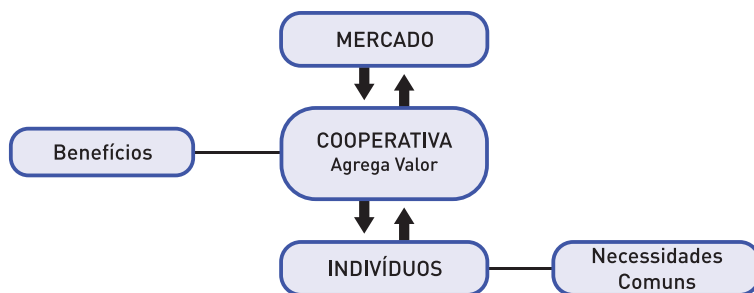 MERCADO
COOPERATIVA
Agrega Valor
Benefícios
INDIVÍDUOS
Necessidades
Comuns